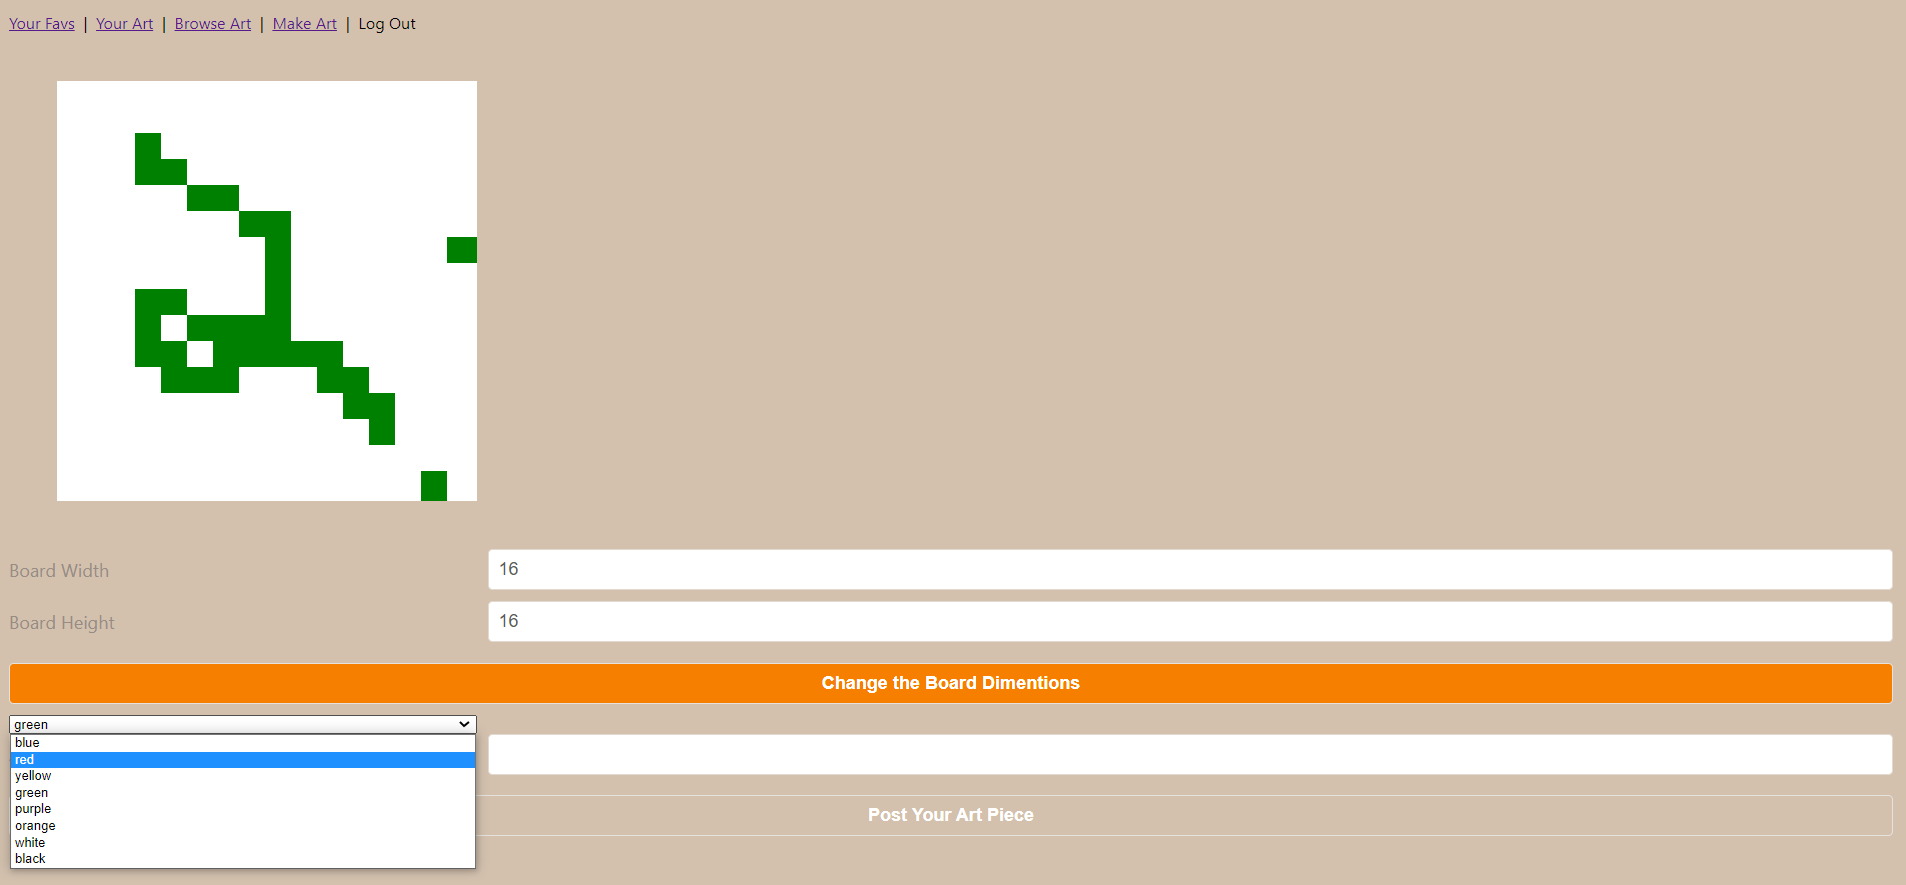 Your Favs | Your Art | Browse Art | Make Art | Log Out
Board Width
16
Board Height
16
Change the Board Dimentions
green
blue
red
yellow
green
purple
orange
white
black
Post Your Art Piece